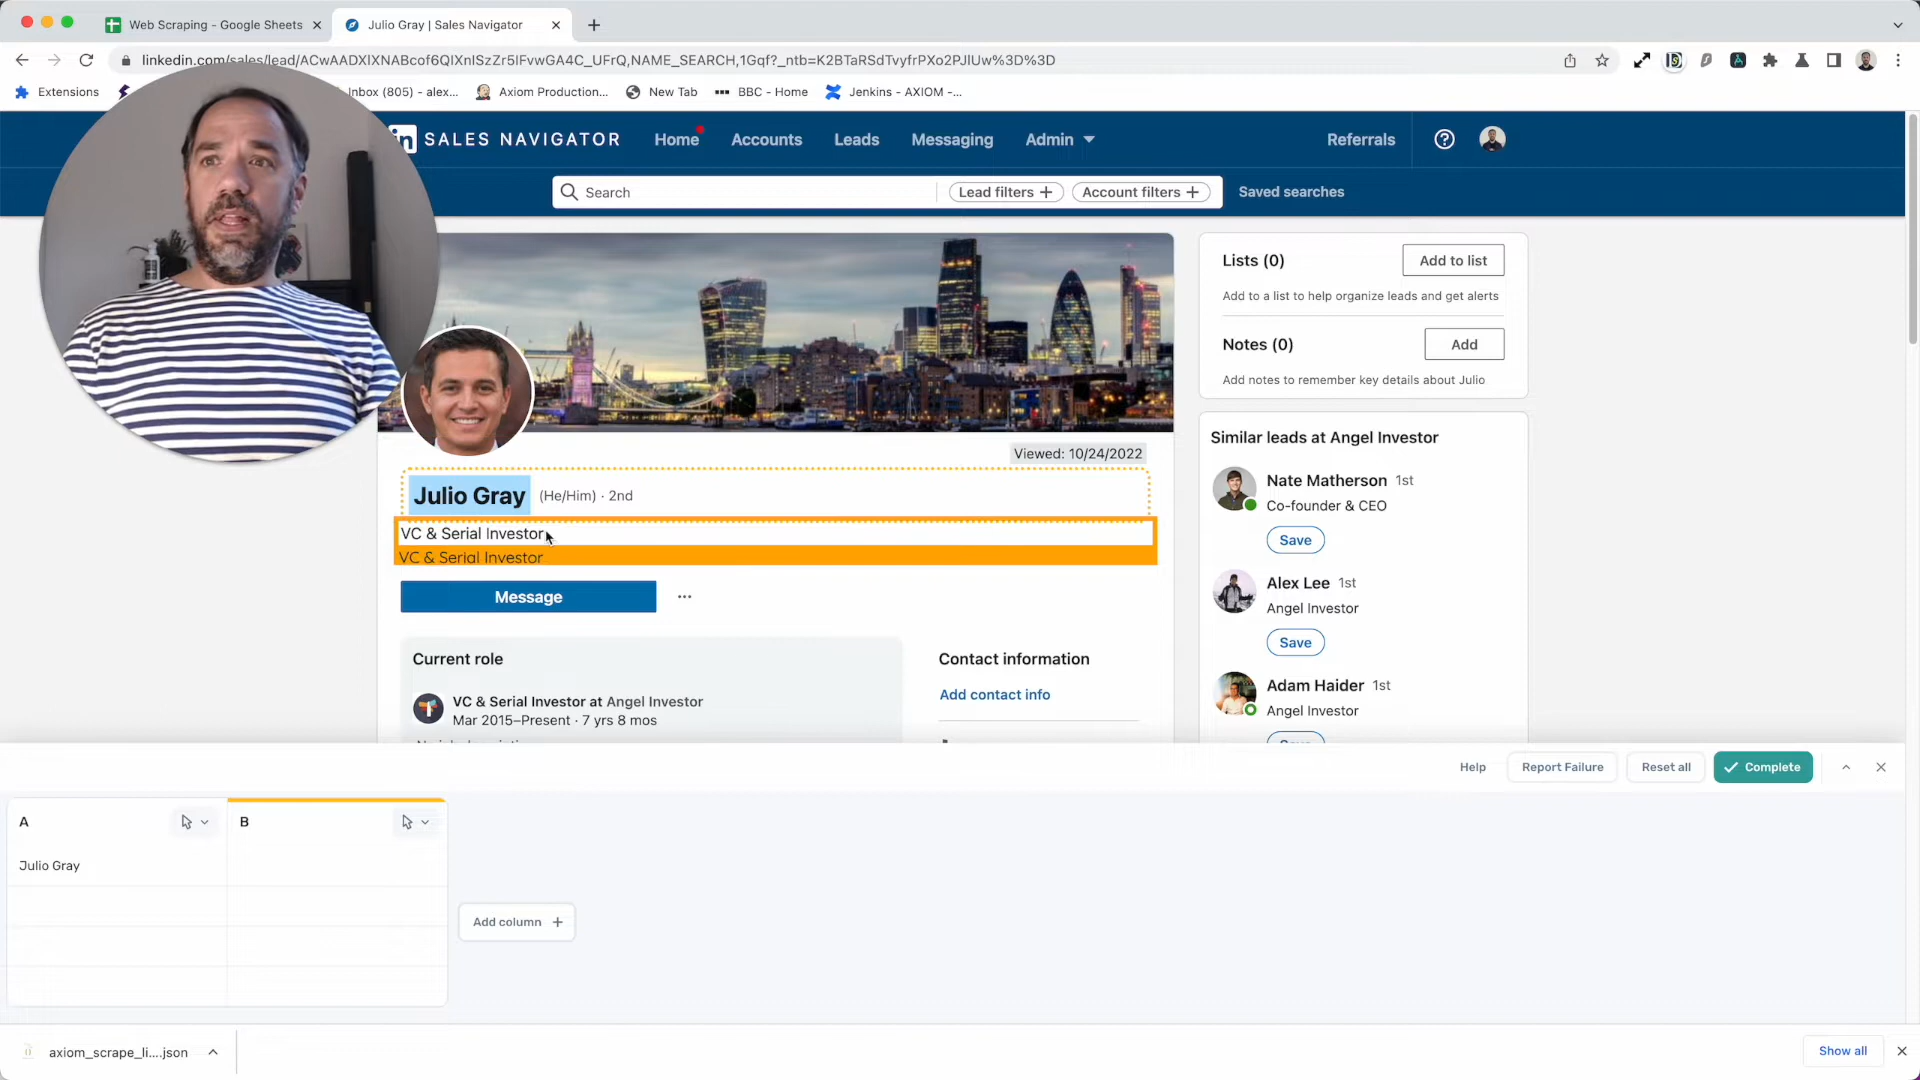 Web Scraping - Google Sheets
Julio Gray | Sales Navigator
linkedin.com/sales/lead/ACwAADXlXNABcof6QIXnISzZr5IFvwGA4C_UFrQ,NAME_SEARCH,1Gqf?_ntb=K2BTaRSdTvyfrPXo2PJlUw%3D%3D
Extensions
Inbox (805) - alex...
Axiom Production...
New Tab
BBC - Home
Jenkins - AXIOM -...
in SALES NAVIGATOR
Home
Accounts
Leads
Messaging
Admin
Referrals
Search
Lead filters +
Account filters +
Saved searches
Lists (0)
Add to list
Add to a list to help organize leads and get alerts
Notes (0)
Add
Add notes to remember key details about Julio
Viewed: 10/24/2022
Julio Gray (He/Him) · 2nd
VC & Serial Investor
VC & Serial Investor
Message
...
Current role
VC & Serial Investor at Angel Investor
Mar 2015–Present · 7 yrs 8 mos
Contact information
Add contact info
Similar leads at Angel Investor
Nate Matherson 1st
Co-founder & CEO
Save
Alex Lee 1st
Angel Investor
Save
Adam Haider 1st
Angel Investor
Help
Report Failure
Reset all
Complete
A
B
Julio Gray
Add column +
axiom_scrape_li....json
Show all